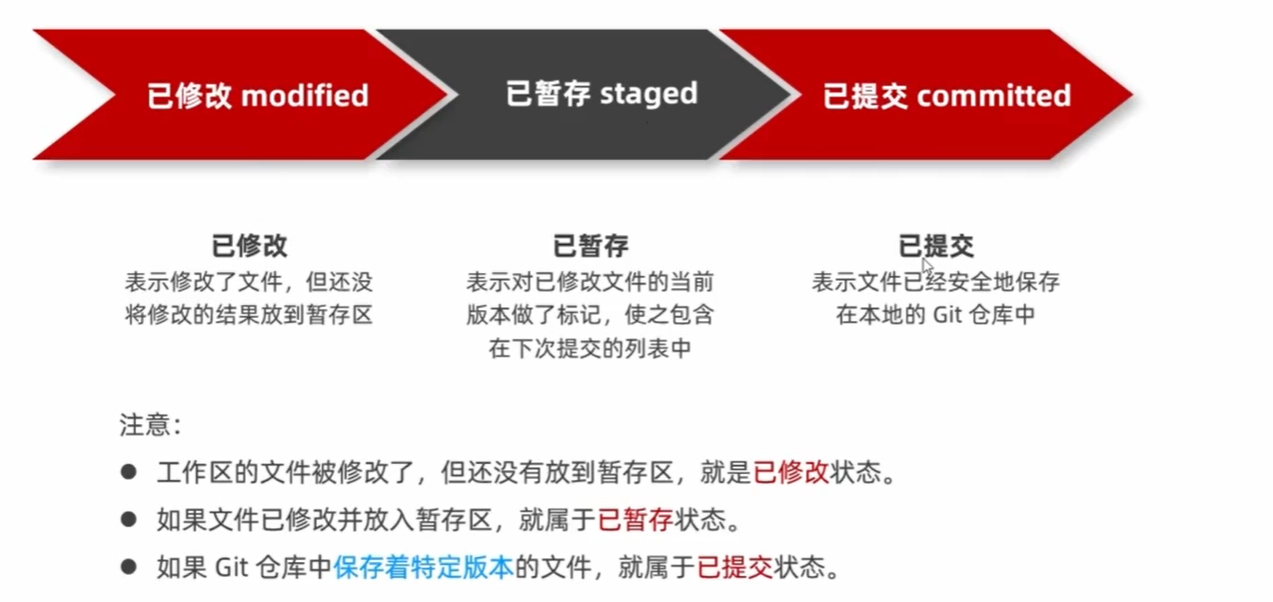 已修改 modified
已暂存 staged
已提交 committed
已修改
表示修改了文件，但还没
将修改的结果放到暂存区
已暂存
表示对已修改文件的当前
版本做了标记，使之包含
在下次提交的列表中
已提交
表示文件已经安全地保存
在本地的 Git 仓库中
注意：
● 工作区的文件被修改了，但还没有放到暂存区，就是已修改状态。
● 如果文件已修改并放入暂存区，就属于已暂存状态。
● 如果 Git 仓库中保存着特定版本的文件，就属于已提交状态。